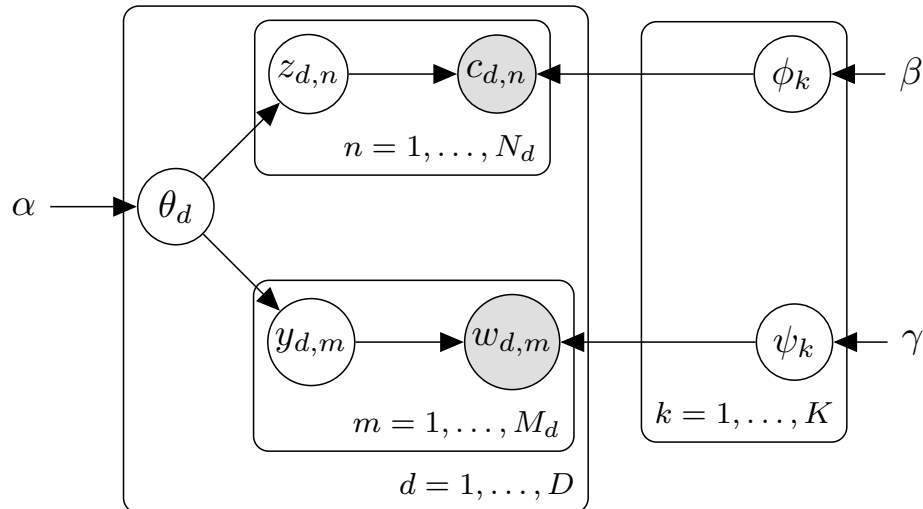 z_{d,n} c_{d,n} ϕ_k β
n = 1, . . . , N_d
α θ_d
y_{d,m} w_{d,m} ψ_k γ
m = 1, . . . , M_d k = 1, . . . , K
d = 1, . . . , D